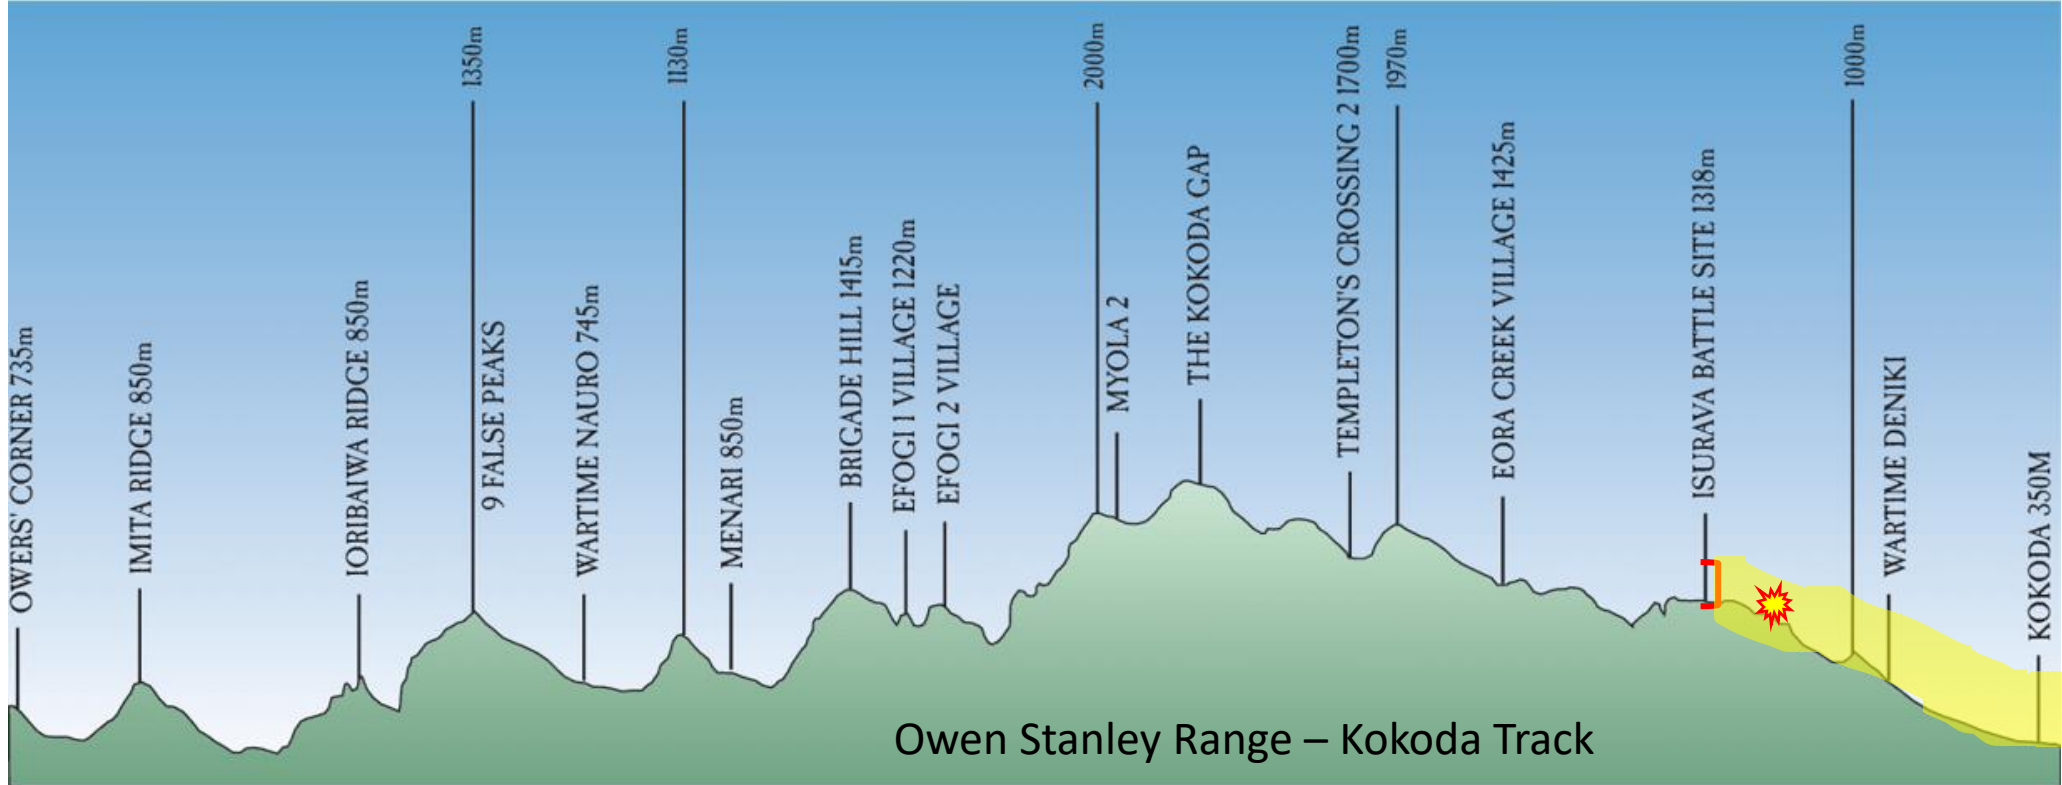 OWERS' CORNER 735m
IMITA RIDGE 850m
IORIBAIWA RIDGE 850m
1350m
9 FALSE PEAKS
WARTIME NAURO 745m
1130m
MENARI 850m
BRIGADE HILL 1415m
EFOGI 1 VILLAGE 1220m
EFOGI 2 VILLAGE
2000m
MYOLA 2
THE KOKODA GAP
TEMPLETON'S CROSSING 2 1700m
1970m
EORA CREEK VILLAGE 1425m
ISURAVA BATTLE SITE 1318m
1000m
WARTIME DENIKI
KOKODA 350M
Owen Stanley Range – Kokoda Track